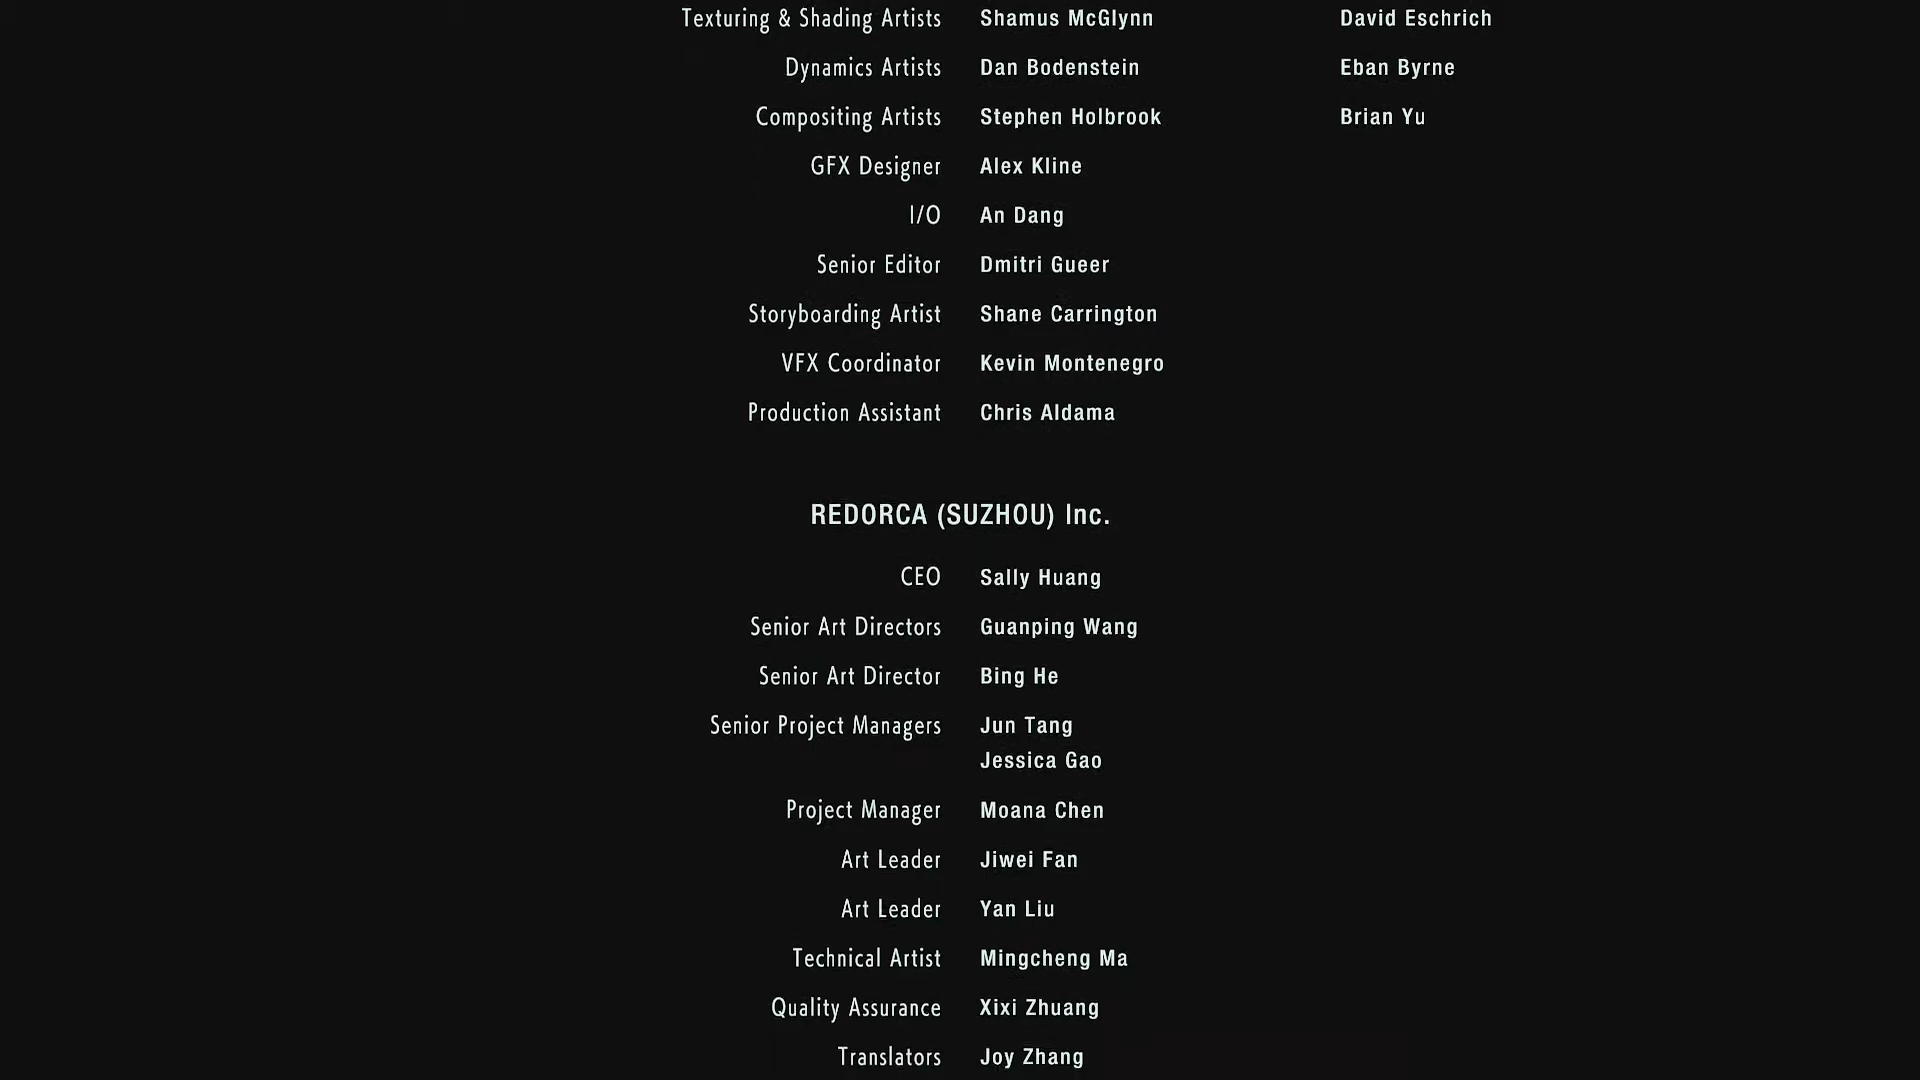 Texturing & Shading Artists Shamus McGlynn David Eschrich
Dynamics Artists Dan Bodenstein Eban Byrne
Compositing Artists Stephen Holbrook Brian Yu
GFX Designer Alex Kline
I/O An Dang
Senior Editor Dmitri Gueer
Storyboarding Artist Shane Carrington
VFX Coordinator Kevin Montenegro
Production Assistant Chris Aldama
REDORCA (SUZHOU) Inc.
CEO Sally Huang
Senior Art Directors Guanping Wang
Senior Art Director Bing He
Senior Project Managers Jun Tang
Jessica Gao
Project Manager Moana Chen
Art Leader Jiwei Fan
Art Leader Yan Liu
Technical Artist Mingcheng Ma
Quality Assurance Xixi Zhuang
Translators Joy Zhang